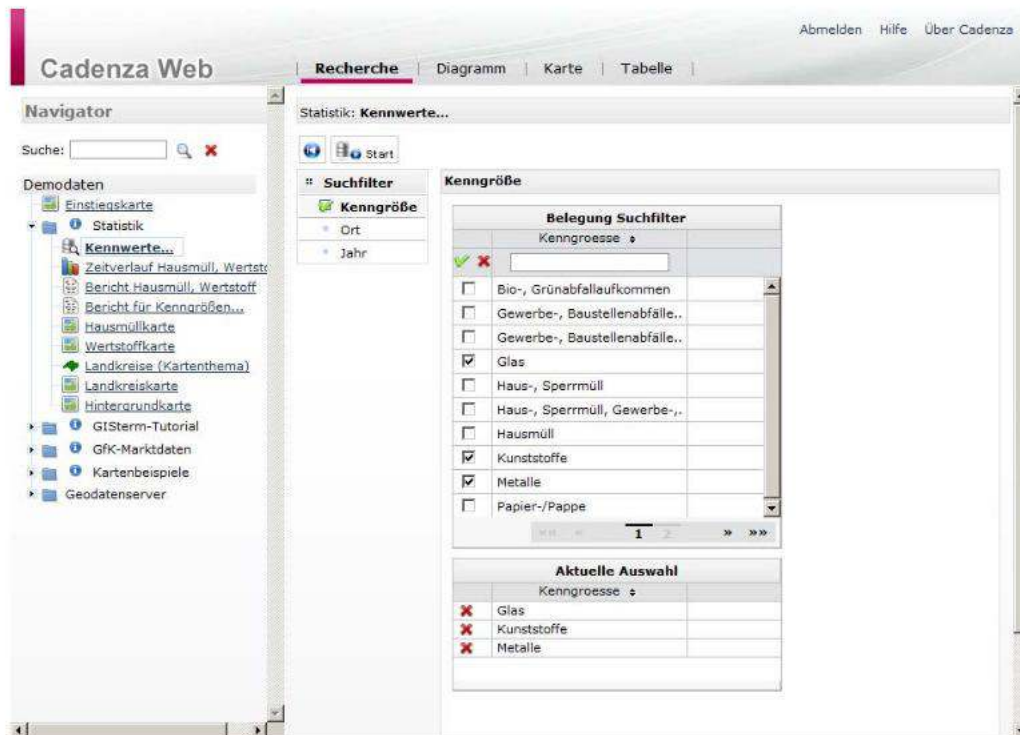 Abmelden Hilfe Über Cadenza
Cadenza Web
Recherche | Diagramm | Karte | Tabelle
Navigator
Suche:
Demodaten
Einstiegskarte
Statistik
Kennwerte...
Zeitverlauf Hausmüll, Wertsto
Bericht Hausmüll, Wertstoff
Bericht für Kenngrößen...
Hausmüllkarte
Wertstoffkarte
Landkreise (Kartenthema)
Landkreiskarte
Hintergrundkarte
GISterm-Tutorial
GfK-Marktdaten
Kartenbeispiele
Geodatenserver
Statistik: Kennwerte...
Start
Suchfilter
Kenngröße
Ort
Jahr
Kenngröße
Belegung Suchfilter
Kenngroesse
Bio-, Grünabfallaufkommen
Gewerbe-, Baustellenabfälle..
Gewerbe-, Baustellenabfälle..
Glas
Haus-, Sperrmüll
Haus-, Sperrmüll, Gewerbe-,.
Hausmüll
Kunststoffe
Metalle
Papier-/Pappe
«« « 1 2 » »»
Aktuelle Auswahl
Kenngroesse
Glas
Kunststoffe
Metalle